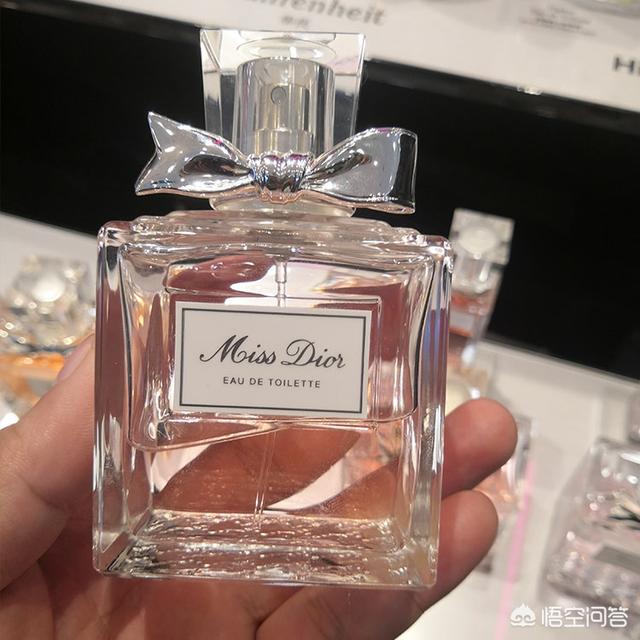 Miss Dior
EAU DE TOILETTE
悟空问答